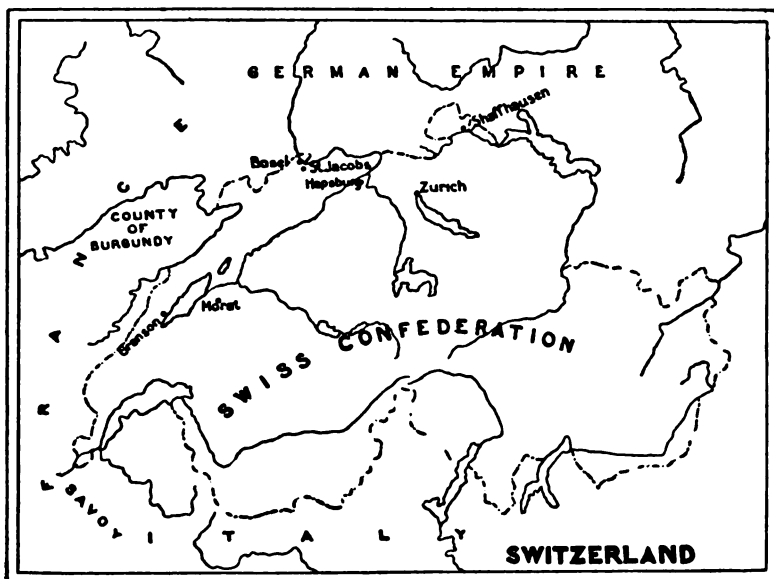 GERMAN EMPIRE
Shaffhausen
Basel
St. Jacobs
Hapsburg
Zurich
COUNTY
OF
BURGUNDY
FRANCE
Morat
Granson
SWISS CONFEDERATION
SAVOY
ITALY
SWITZERLAND